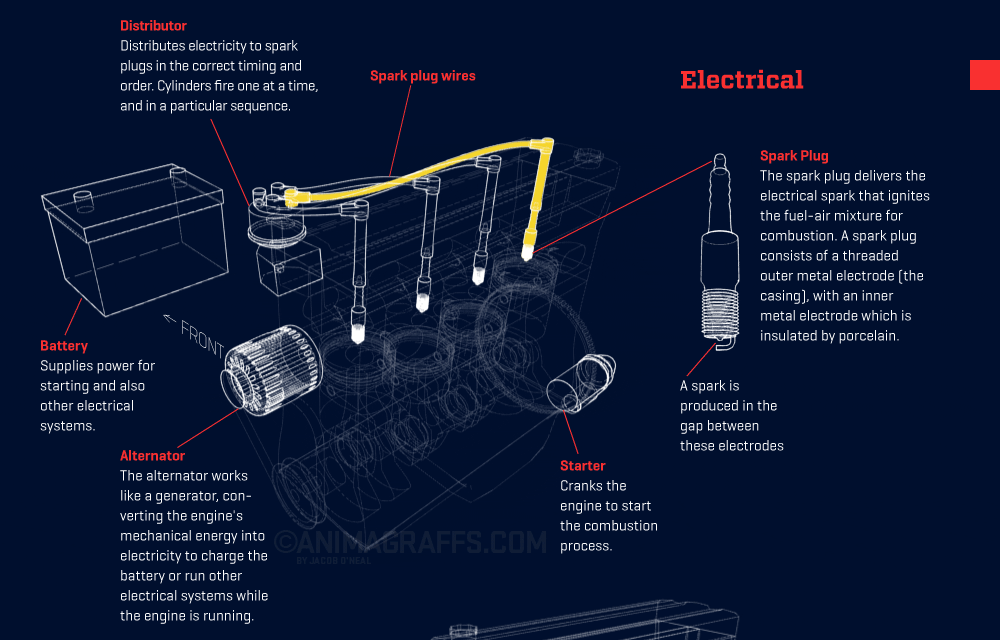 Distributor
Distributes electricity to spark
plugs in the correct timing and
order. Cylinders fire one at a time,
and in a particular sequence.
Spark plug wires
Electrical
Spark Plug
The spark plug delivers the
electrical spark that ignites
the fuel-air mixture for
combustion. A spark plug
consists of a threaded
outer metal electrode (the
casing), with an inner
metal electrode which is
insulated by porcelain.
A spark is
produced in the
gap between
these electrodes
FRONT
Battery
Supplies power for
starting and also
other electrical
systems.
Alternator
The alternator works
like a generator, con-
verting the engine's
mechanical energy into
electricity to charge the
battery or run other
electrical systems while
the engine is running.
Starter
Cranks the
engine to start
the combustion
process.
©ANIMAGRAFFS.COM
BY JACOB O'NEAL